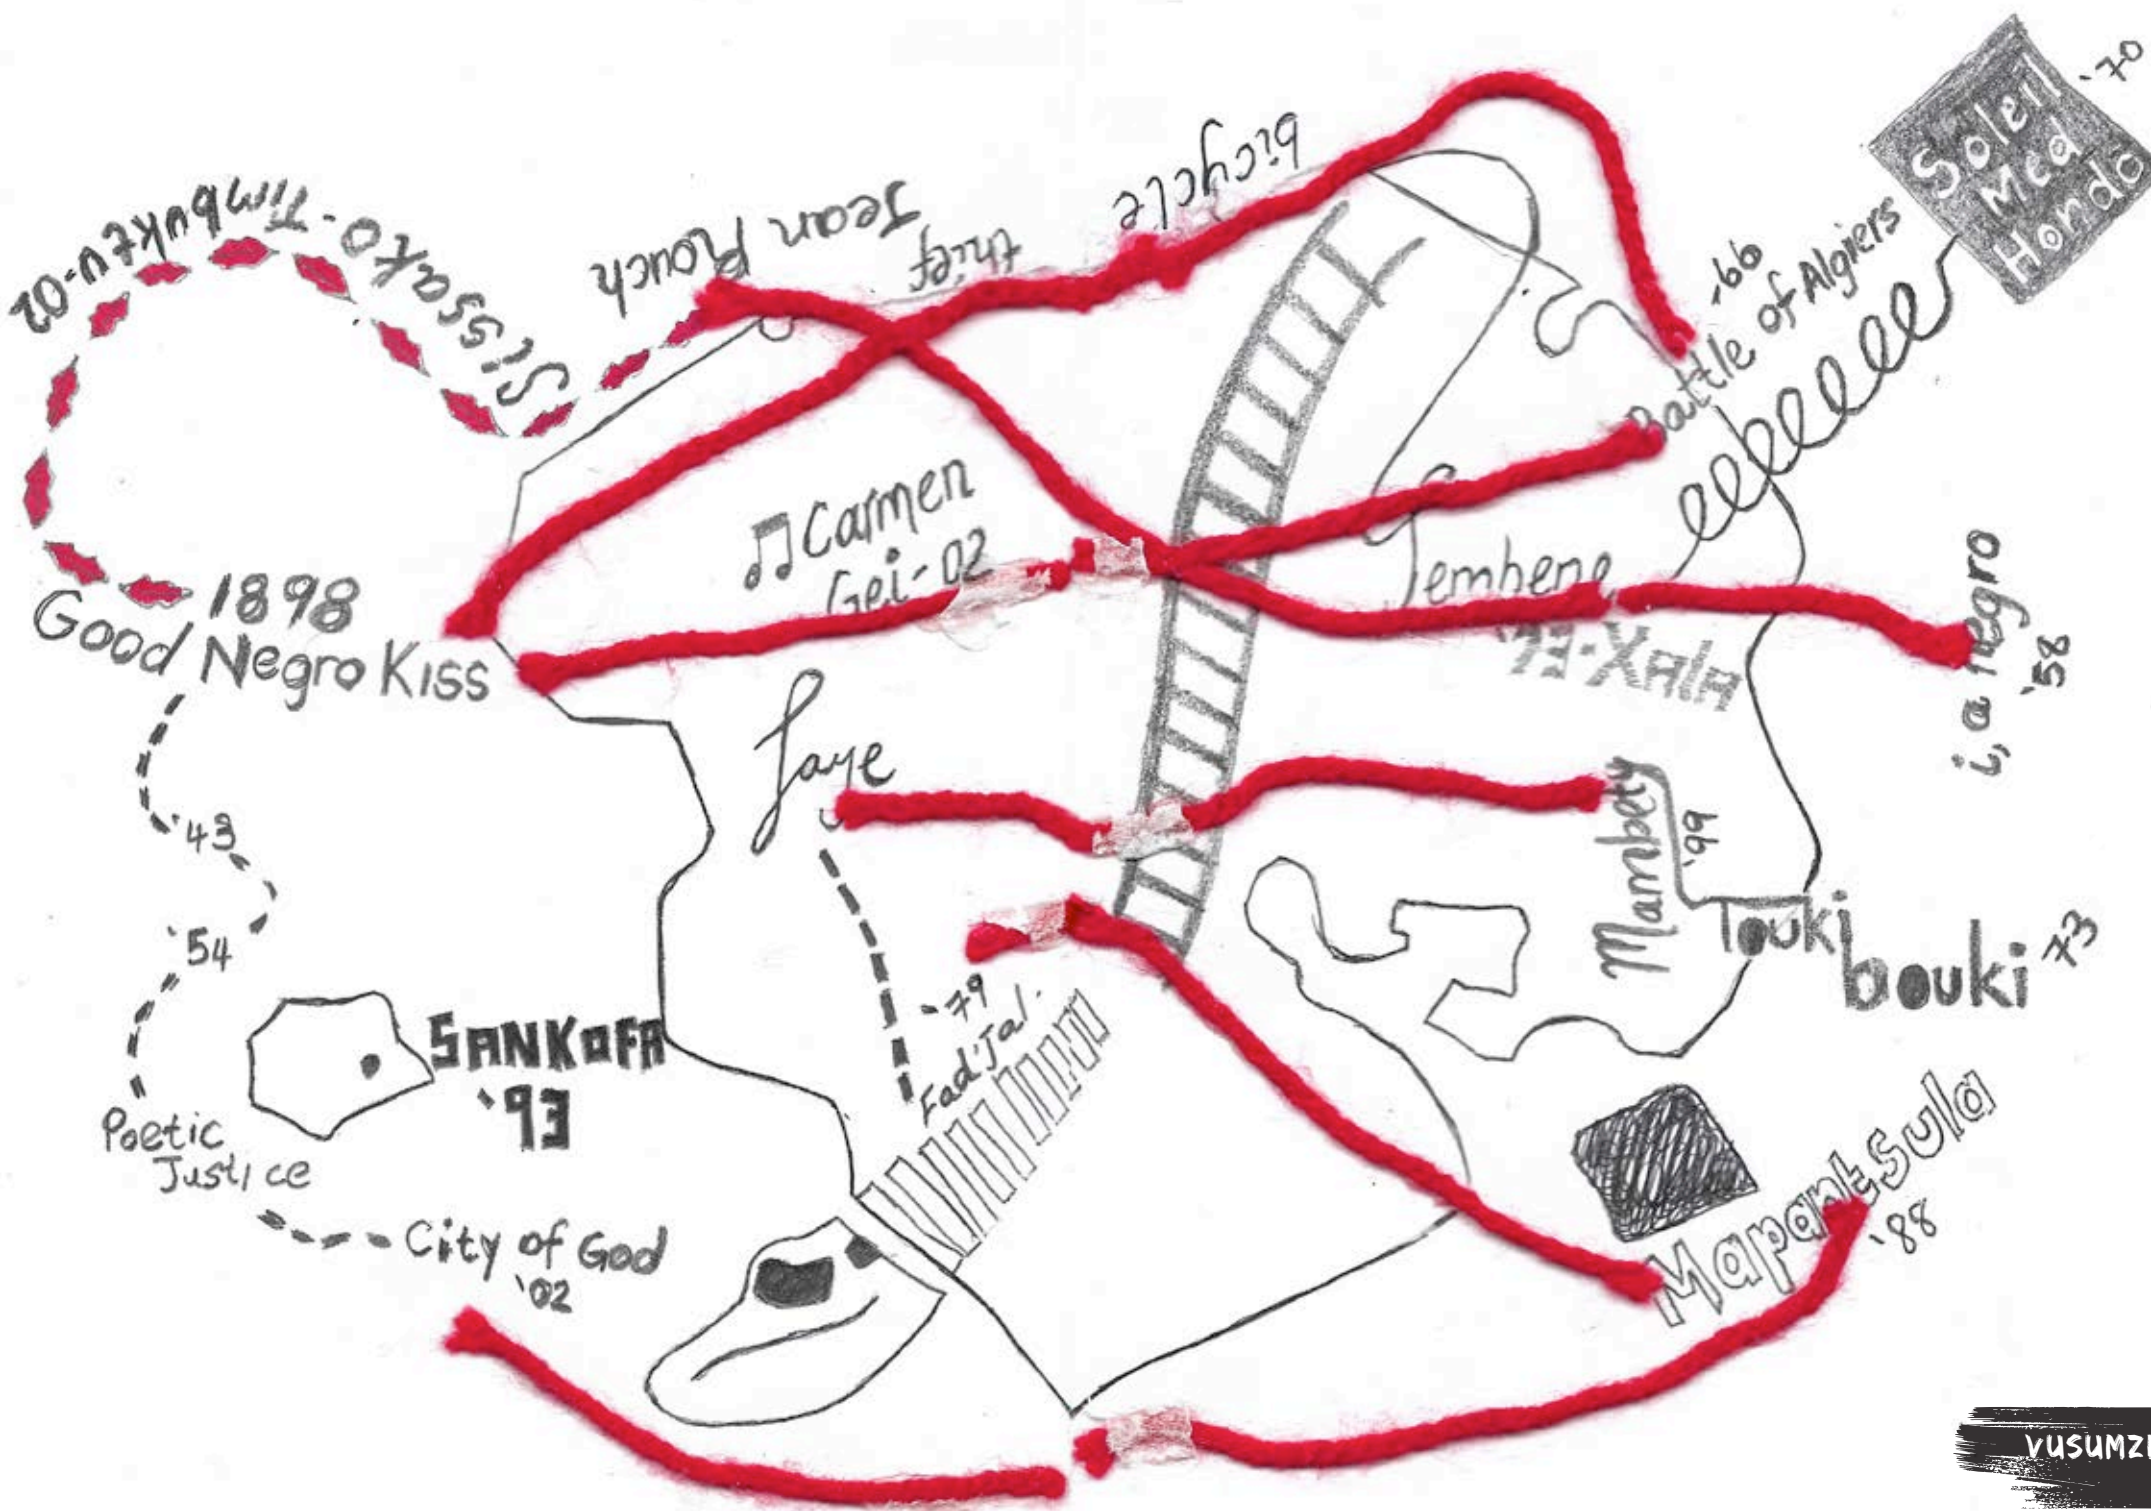 Soleil
Med
Hondo
'70
bicycle
thief
Jean Rouch
Sissako-Timbuktu-02
-66
Battle of Algiers
♫ Carmen
Gei-02
Sembene
Xala
i, a negro
'58
1898
Good Negro Kiss
Faye
Mambety
'99
Touki
bouki 73
'43
'54
SANKOFA
'93
-79
Fad'Jal.
Poetic
Justice
City of God
'02
Mapantsula
'88